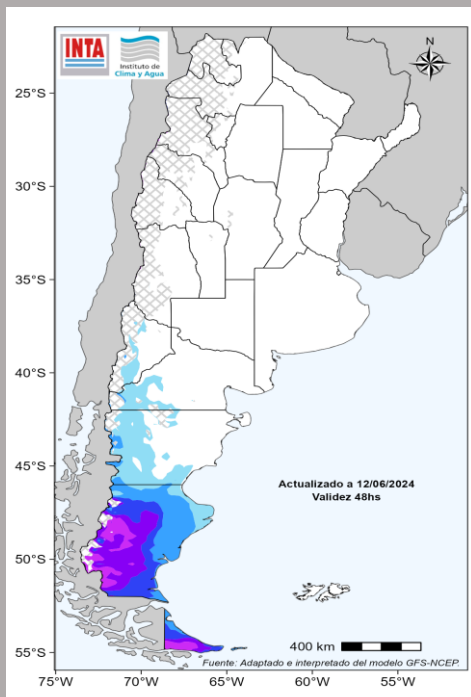 INTA
Instituto de
Clima y Agua
N
25°S
30°S
35°S
40°S
45°S
50°S
55°S
Actualizado a 12/06/2024
Validez 48hs
400 km
Fuente: Adaptado e interpretado del modelo GFS-NCEP.
75°W
70°W
65°W
60°W
55°W